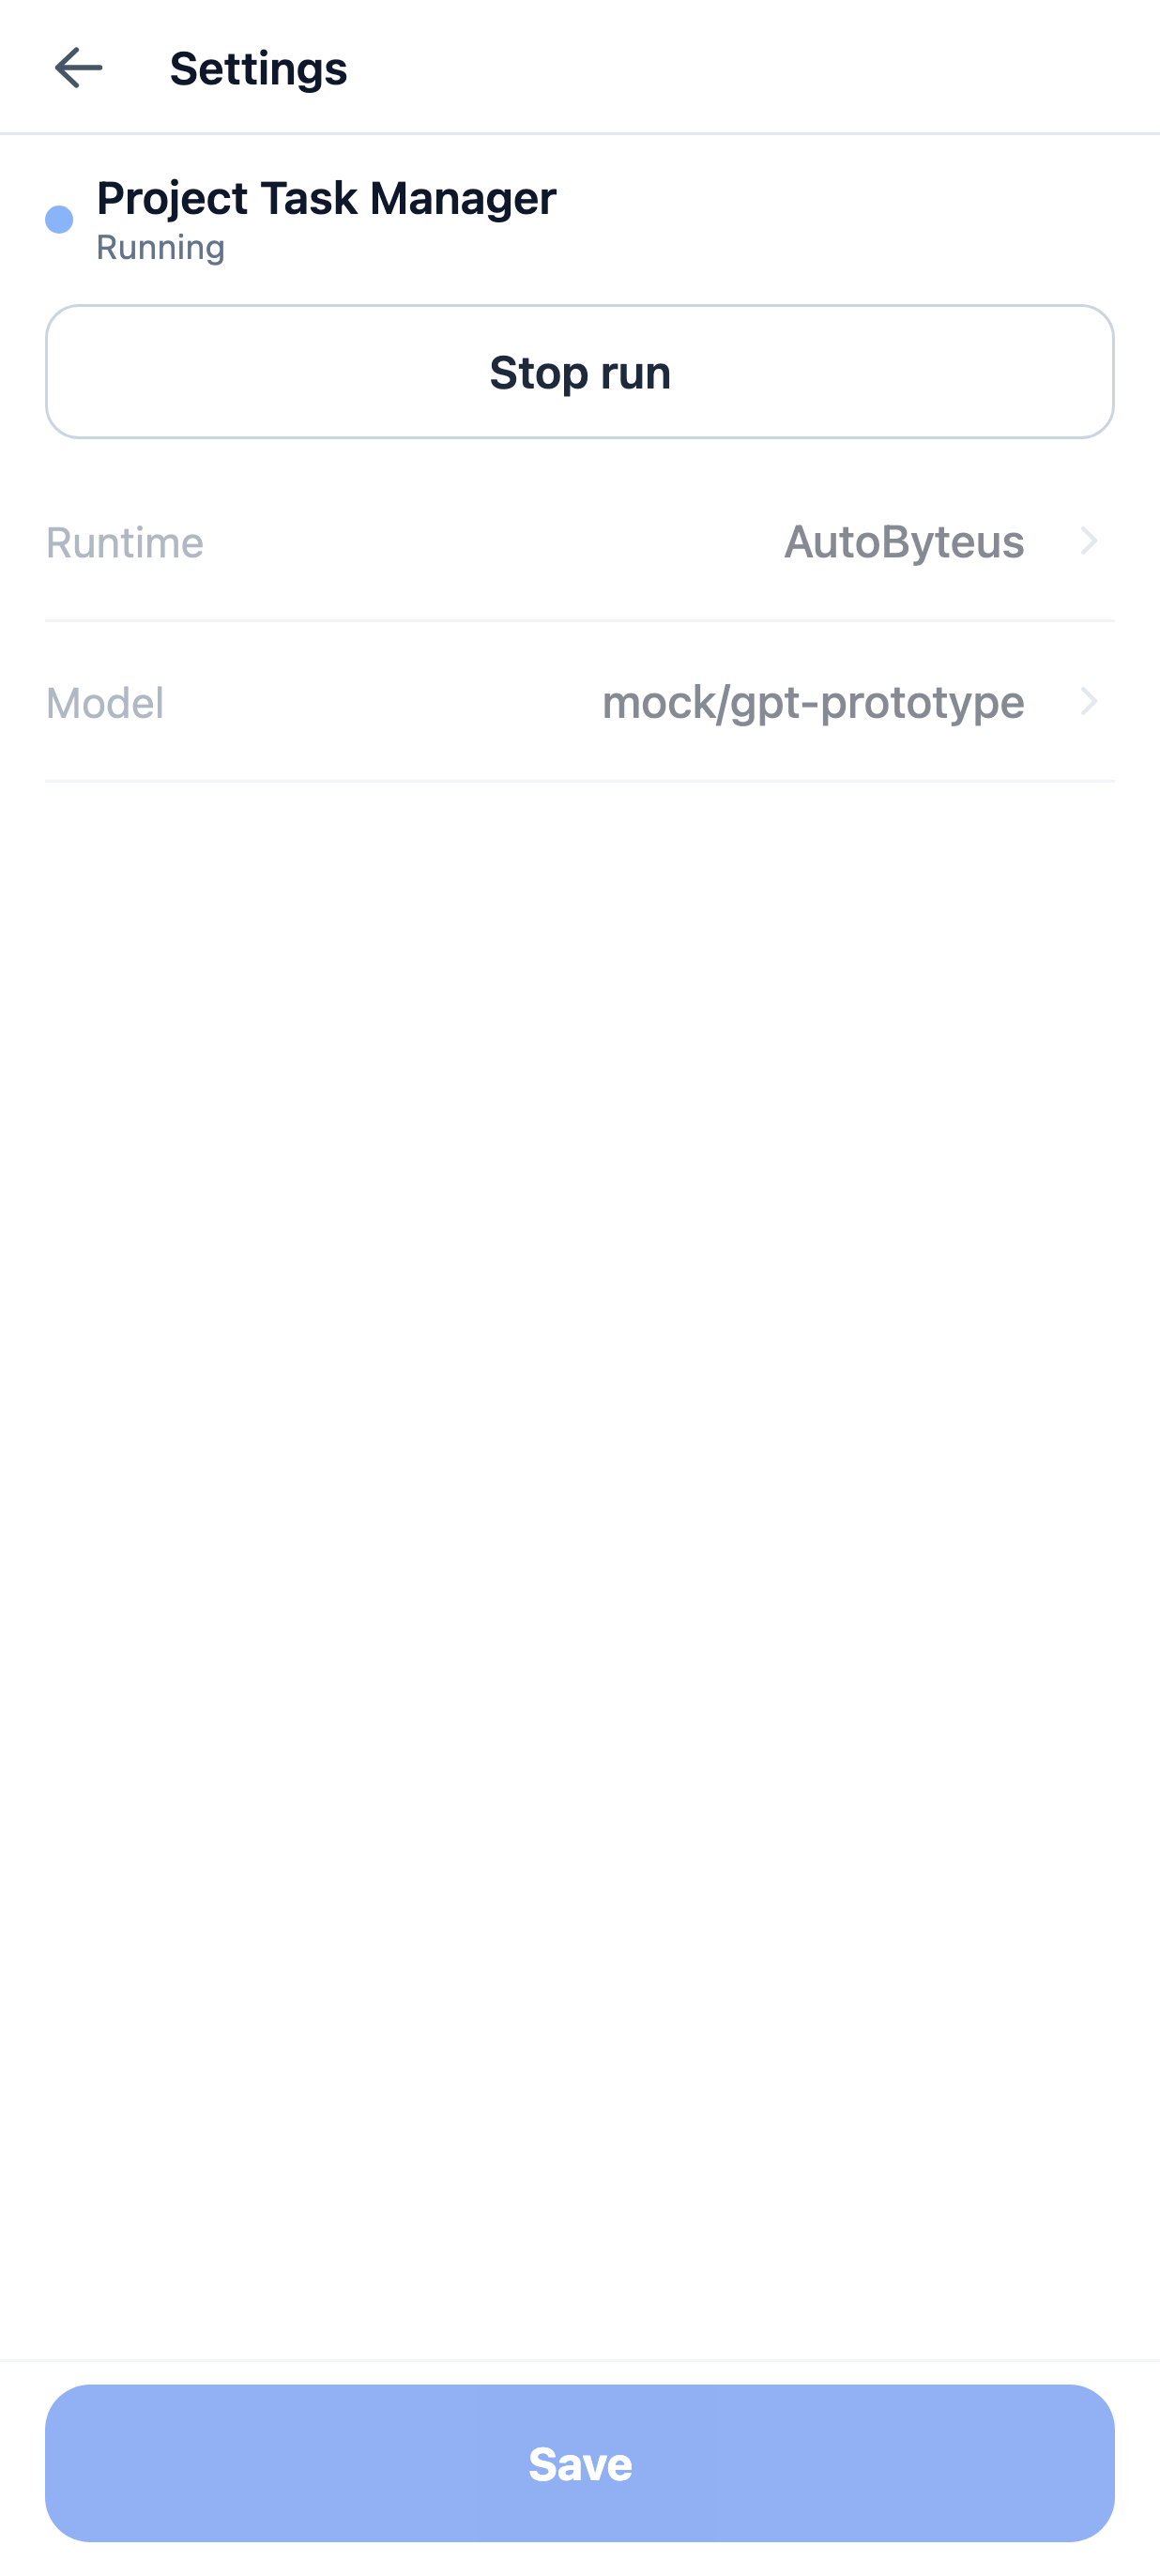 Settings
Project Task Manager
Running
Stop run
Runtime AutoByteus
Model mock/gpt-prototype
Save